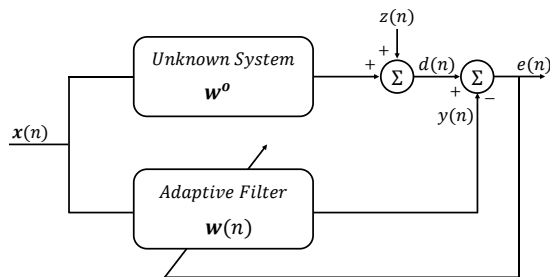 z(n)
Unknown System
w^o
+
+
Σ
d(n)
+
Σ
−
e(n)
y(n)
x(n)
Adaptive Filter
w(n)